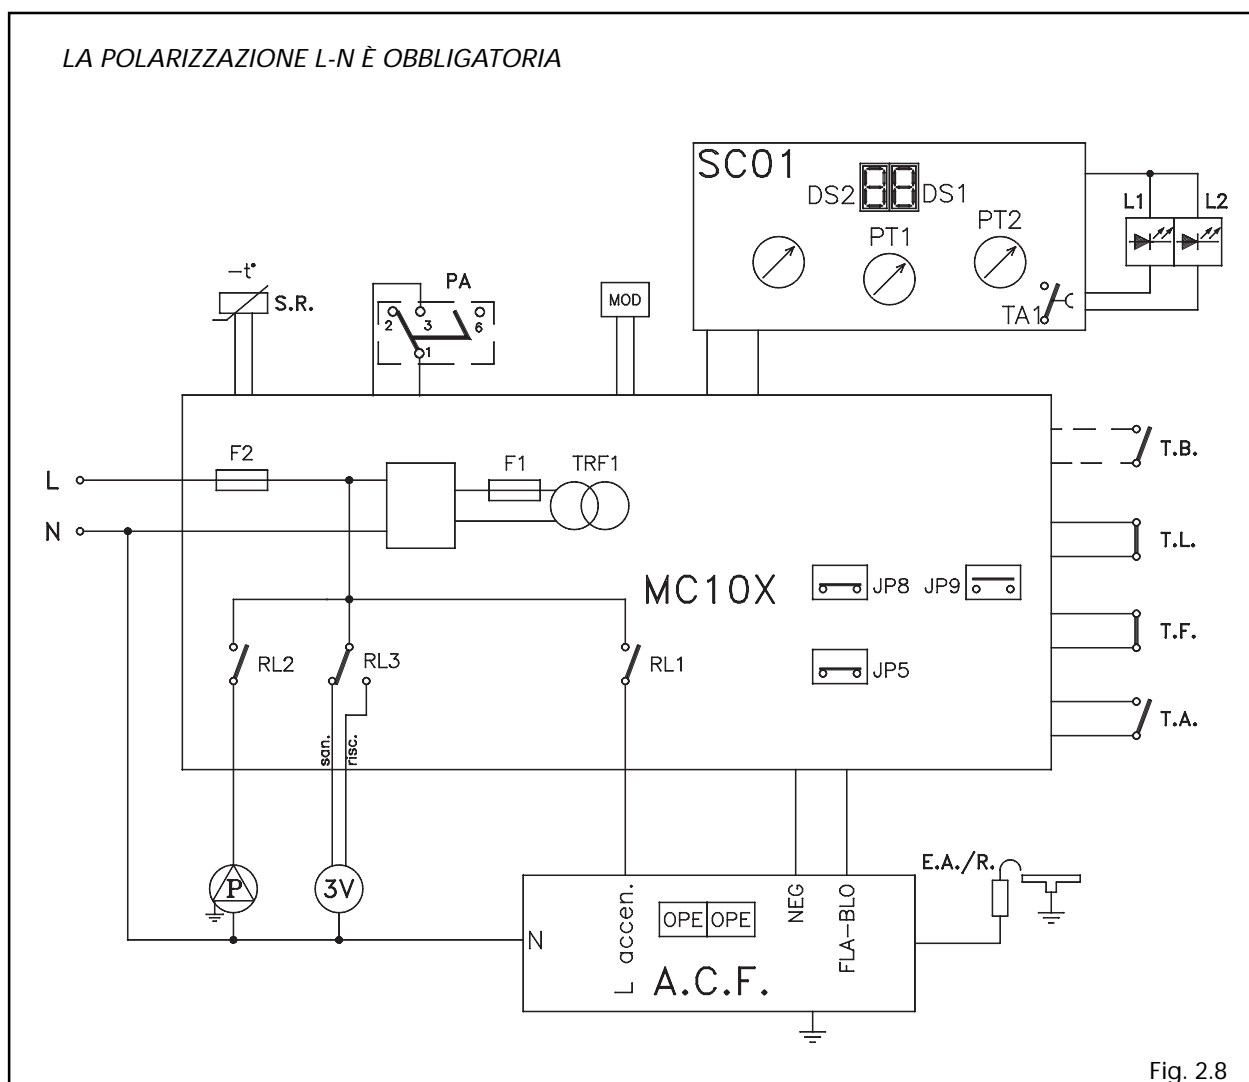 LA POLARIZZAZIONE L-N È OBBLIGATORIA
SC01
DS2
DS1
L1
L2
PT1
PT2
TA1
-t°
S.R.
PA
2
3
6
1
MOD
T.B.
F2
F1
TRF1
L
N
T.L.
MC10X
JP8
JP9
T.F.
RL2
RL3
RL1
JP5
T.A.
san.
risc.
E.A./R.
P
3V
N
L accen.
OPE
OPE
NEG
FLA-BLO
A.C.F.
Fig. 2.8